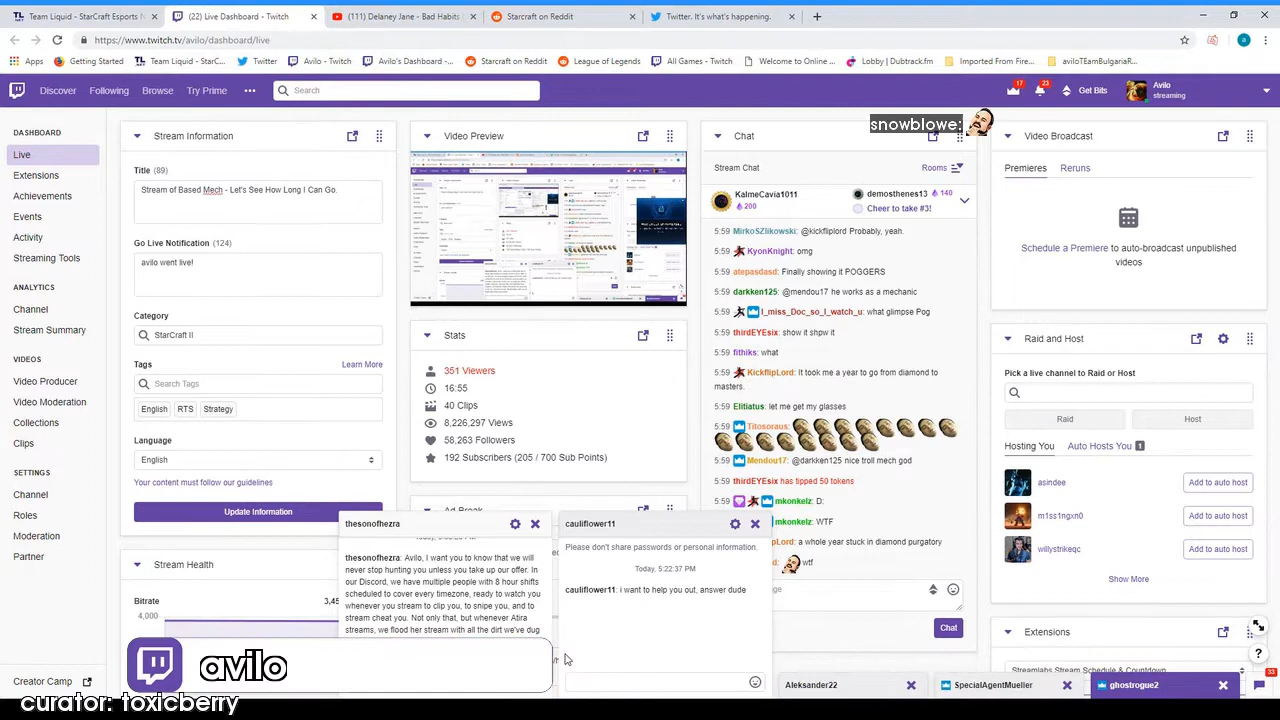 Team Liquid - StarCraft Esports N
(22) Live Dashboard - Twitch
(111) Delaney Jane - Bad Habits
Starcraft on Reddit
Twitter. It's what's happening.
https://www.twitch.tv/avilo/dashboard/live
Apps
Getting Started
Team Liquid - StarC...
Twitter
Avilo - Twitch
Avilo's Dashboard -...
Starcraft on Reddit
League of Legends
All Games - Twitch
Welcome to Online ...
Lobby | Dubtrack.fm
Imported From Fire...
aviloTEamBulgariaR...
Discover
Following
Browse
Try Prime
Search
17
23
Get Bits
Avilo
streaming
snowblowe:
DASHBOARD
Live
Extensions
Achievements
Events
Activity
Streaming Tools
ANALYTICS
Channel
Stream Summary
VIDEOS
Video Producer
Video Moderation
Collections
Clips
SETTINGS
Channel
Roles
Moderation
Partner
Creator Camp
Stream Information
Title (89)
Stream of Based Mech - Let's See How Long I Can Go.
Go Live Notification (124)
avilo went live!
Category
StarCraft II
Tags
Learn More
Search Tags
English
RTS
Strategy
Language
English
Your content must follow our guidelines
Update Information
Stream Health
Bitrate
3,45
4,000
Video Preview
Stats
351 Viewers
16:55
40 Clips
8,226,297 Views
58,263 Followers
192 Subscribers (205 / 700 Sub Points)
Ad Break
Chat
Stream Chat
Rooms
KalmeCavia1011
200
demosthenes13 140
Cheer to take #3!
5:59 MirkoSZlikowski: @kickfliplord Probably, yeah.
5:59 KyonKnight: omg
5:59 atepasdasd: Finally showing it POGGERS
5:59 darkken125: @mendou17 he works as a mechanic
5:59 I_miss_Doc_so_I_watch_u: what glimpse Pog
5:59 thirdEYEsix: show it shpw it
5:59 fithiks: what
5:59 KickflipLord: It took me a year to go from diamond to
masters.
5:59 Elitiatus: let me get my glasses
5:59 Titosoraus:
5:59 Mendou17: @darkken125 nice troll mech god
5:59 thirdEYEsix has tipped 50 tokens
5:59 mkonkelz: D:
mkonkelz: WTF
pLord: a whole year stuck in diamond purgatory
wtf
Chat
Video Broadcast
Premieres
Reruns
Schedule a Premiere to auto-broadcast unpublished
videos
Raid and Host
Pick a live channel to Raid or Host
Raid
Host
Hosting You
Auto Hosts You 1
asindee
Add to auto host
m1ss1ngxn0
Add to auto host
willystrikeqc
Add to auto host
Show More
Extensions
Streamlabs Stream Schedule & Countdown
thesonofhezra
thesonofhezra: Avilo, I want you to know that we will
never stop hunting you unless you take up our offer. In
our Discord, we have multiple people with 8 hour shifts
scheduled to cover every timezone, ready to watch you
whenever you stream to clip you, to snipe you, and to
stream cheat you. Not only that, but whenever Atira
streams, we flood her stream with all the dirt we've dug
cauliflower11
Please don't share passwords or personal information.
Today, 5:22:37 PM
cauliflower11: i want to help you out, answer dude
Aleksander22
SpecialAgentMueller
ghostrogue2
33
avilo
curator: toxicberry